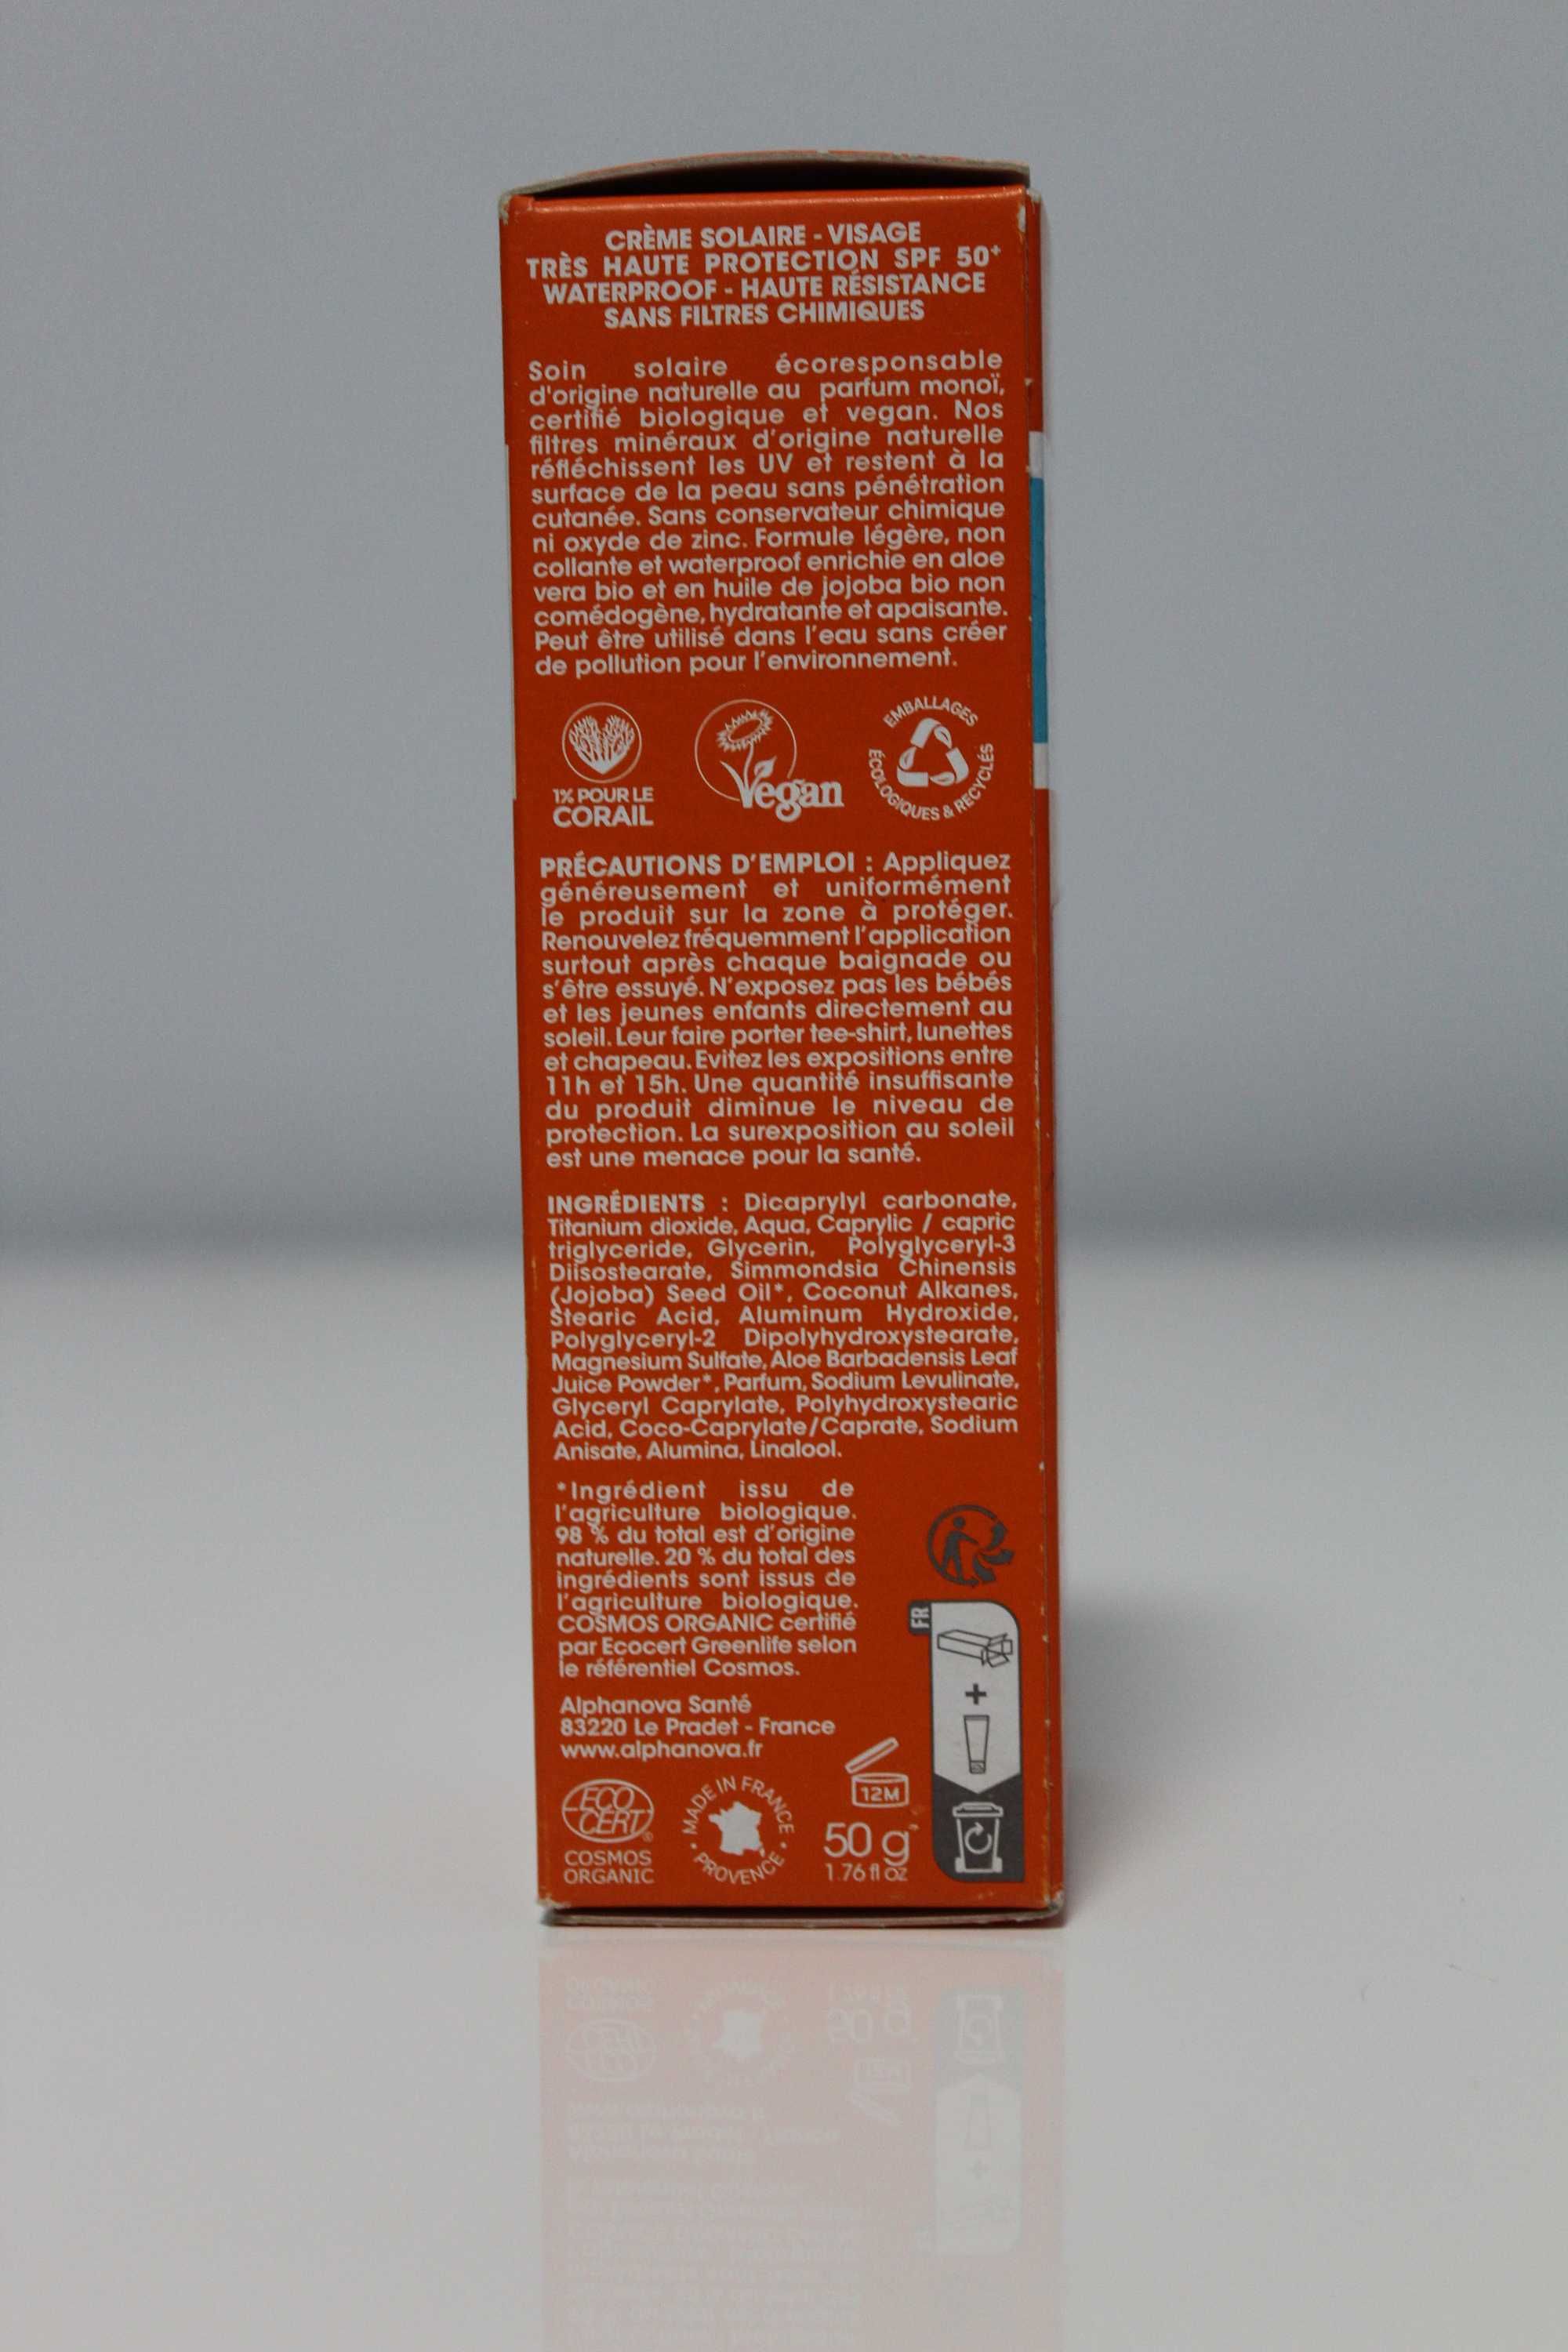 CRÈME SOLAIRE - VISAGE
TRÈS HAUTE PROTECTION SPF 50+
WATERPROOF - HAUTE RÉSISTANCE
SANS FILTRES CHIMIQUES
Soin solaire écoresponsable
d'origine naturelle au parfum monoï,
certifié biologique et vegan. Nos
filtres minéraux d'origine naturelle
réfléchissent les UV et restent à la
surface de la peau sans pénétration
cutanée. Sans conservateur chimique
ni oxyde de zinc. Formule légère, non
collante et waterproof enrichie en aloe
vera bio et en huile de jojoba bio non
comédogène, hydratante et apaisante.
Peut être utilisé dans l'eau sans créer
de pollution pour l'environnement.
1% POUR LE
CORAIL
Vegan
EMBALLAGES
ÉCOLOGIQUES & RECYCLÉS
PRÉCAUTIONS D'EMPLOI : Appliquez
généreusement et uniformément
le produit sur la zone à protéger.
Renouvelez fréquemment l'application
surtout après chaque baignade ou
s'être essuyé. N'exposez pas les bébés
et les jeunes enfants directement au
soleil. Leur faire porter tee-shirt, lunettes
et chapeau. Evitez les expositions entre
11h et 15h. Une quantité insuffisante
du produit diminue le niveau de
protection. La surexposition au soleil
est une menace pour la santé.
INGRÉDIENTS : Dicaprylyl carbonate,
Titanium dioxide, Aqua, Caprylic / capric
triglyceride, Glycerin, Polyglyceryl-3
Diisostearate, Simmondsia Chinensis
(Jojoba) Seed Oil*, Coconut Alkanes,
Stearic Acid, Aluminum Hydroxide,
Polyglyceryl-2 Dipolyhydroxystearate,
Magnesium Sulfate, Aloe Barbadensis Leaf
Juice Powder*, Parfum, Sodium Levulinate,
Glyceryl Caprylate, Polyhydroxystearic
Acid, Coco-Caprylate/Caprate, Sodium
Anisate, Alumina, Linalool.
*Ingrédient issu de
l'agriculture biologique.
98 % du total est d'origine
naturelle. 20 % du total des
ingrédients sont issus de
l'agriculture biologique.
COSMOS ORGANIC certifié
par Ecocert Greenlife selon
le référentiel Cosmos.
FR
Alphanova Santé
83220 Le Pradet - France
www.alphanova.fr
ECO
CERT®
COSMOS
ORGANIC
MADE IN FRANCE
PROVENCE
12M
50 g
1.76 fl oz